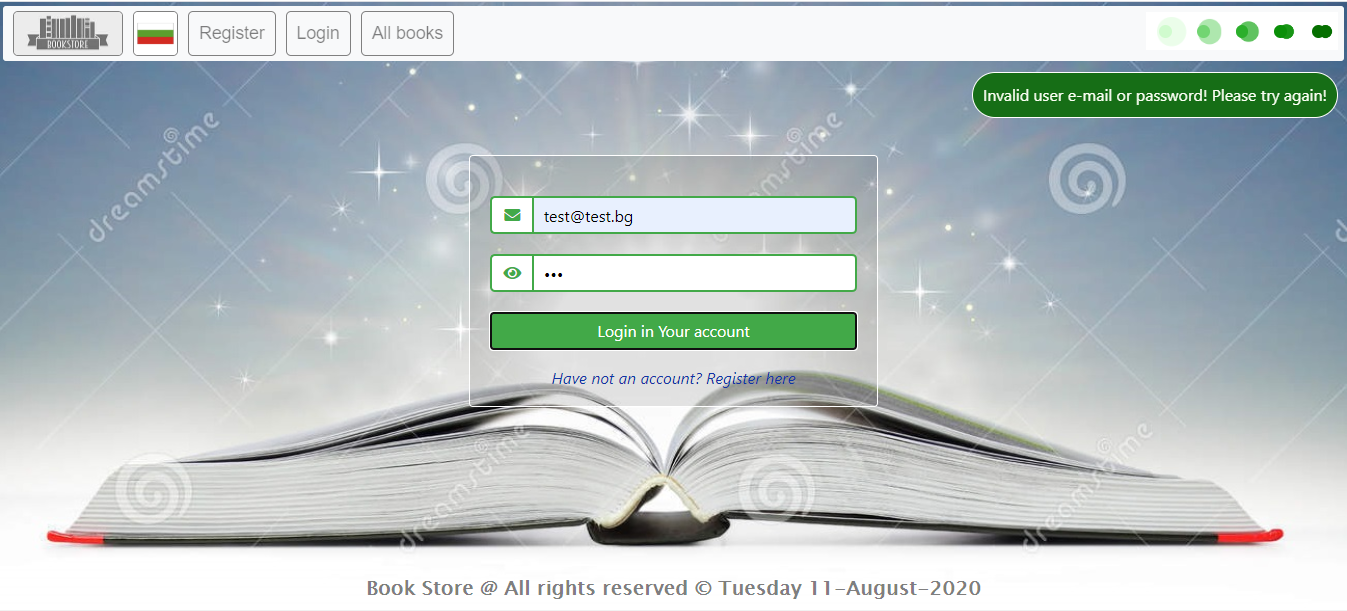 BOOKSTORE
Register
Login
All books
Invalid user e-mail or password! Please try again!
dreamstime
dreamstime
test@test.bg
•••
Login in Your account
Have not an account? Register here
dreamstime
dreamstime
Book Store @ All rights reserved © Tuesday 11-August-2020